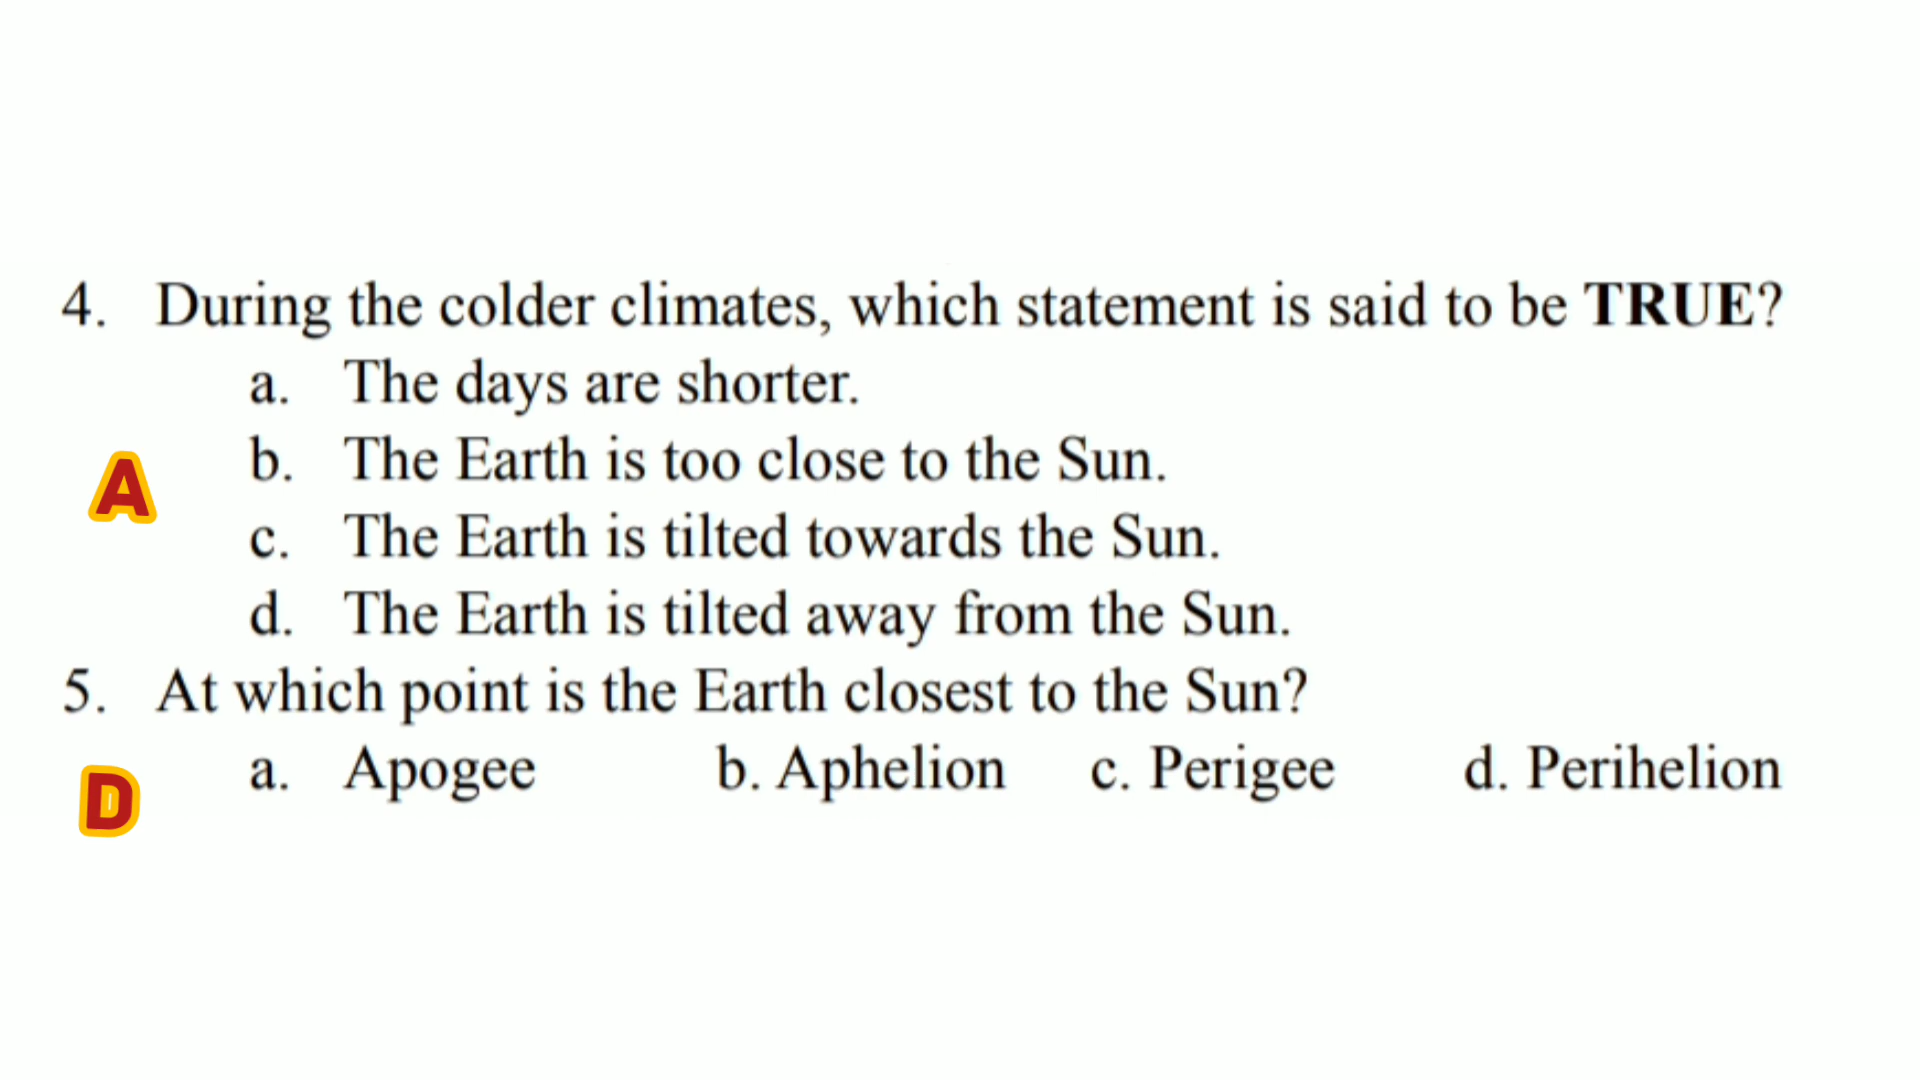 4. During the colder climates, which statement is said to be TRUE?
a. The days are shorter.
A
b. The Earth is too close to the Sun.
c. The Earth is tilted towards the Sun.
d. The Earth is tilted away from the Sun.
5. At which point is the Earth closest to the Sun?
D
a. Apogee b. Aphelion c. Perigee d. Perihelion